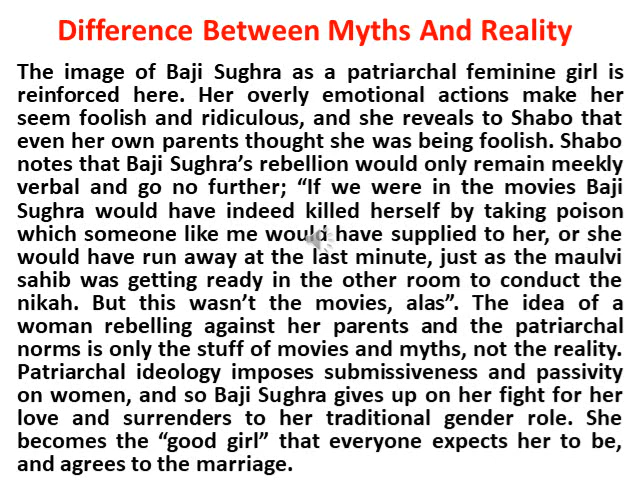 Difference Between Myths And Reality
The image of Baji Sughra as a patriarchal feminine girl is
reinforced here. Her overly emotional actions make her
seem foolish and ridiculous, and she reveals to Shabo that
even her own parents thought she was being foolish. Shabo
notes that Baji Sughra’s rebellion would only remain meekly
verbal and go no further; “If we were in the movies Baji
Sughra would have indeed killed herself by taking poison
which someone like me would have supplied to her, or she
would have run away at the last minute, just as the maulvi
sahib was getting ready in the other room to conduct the
nikah. But this wasn’t the movies, alas”. The idea of a
woman rebelling against her parents and the patriarchal
norms is only the stuff of movies and myths, not the reality.
Patriarchal ideology imposes submissiveness and passivity
on women, and so Baji Sughra gives up on her fight for her
love and surrenders to her traditional gender role. She
becomes the “good girl” that everyone expects her to be,
and agrees to the marriage.